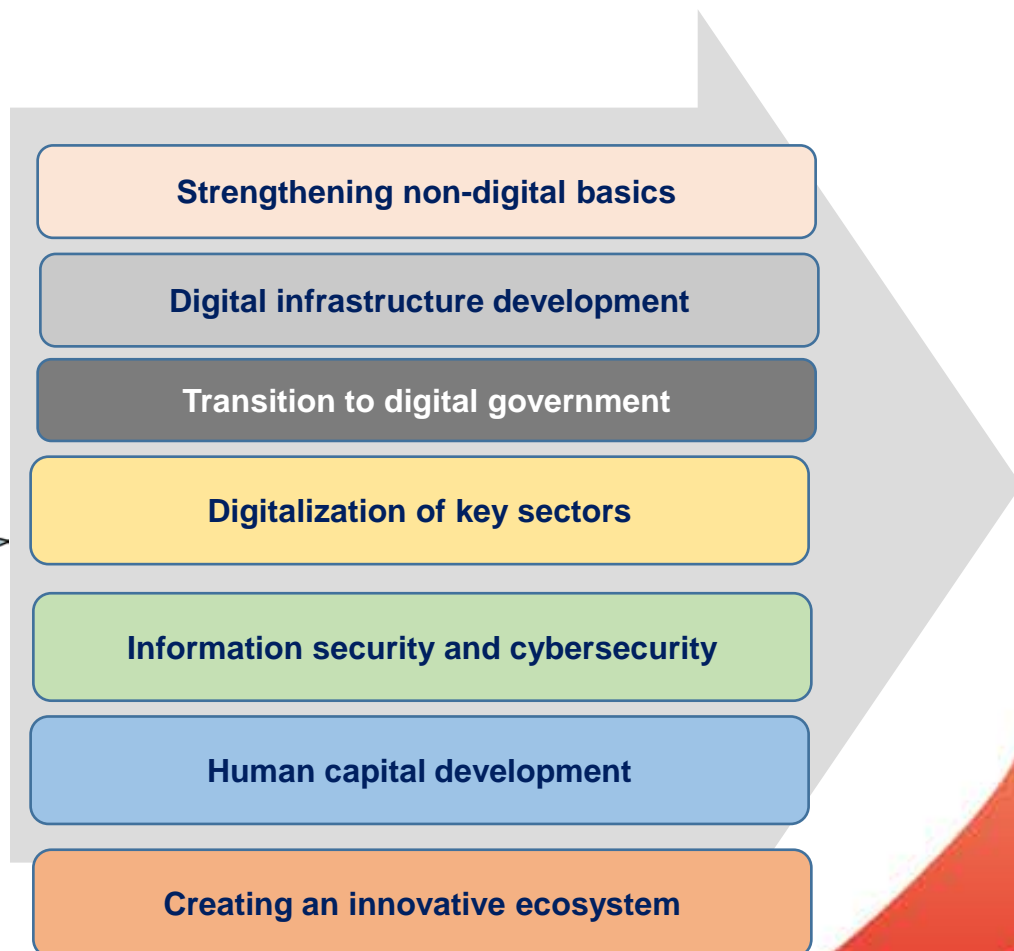 Strengthening non-digital basics
Digital infrastructure development
Transition to digital government
Digitalization of key sectors
Information security and cybersecurity
Human capital development
Creating an innovative ecosystem